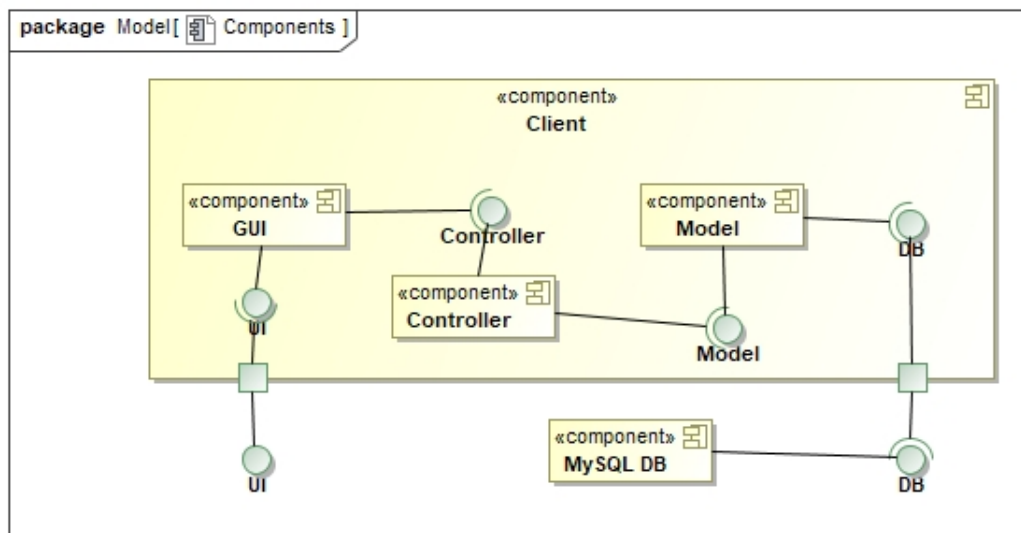 package Model[ Components ]
«component»
Client
«component»
GUI
Controller
«component»
Model
DB
«component»
Controller
UI
Model
«component»
MySQL DB
UI
DB